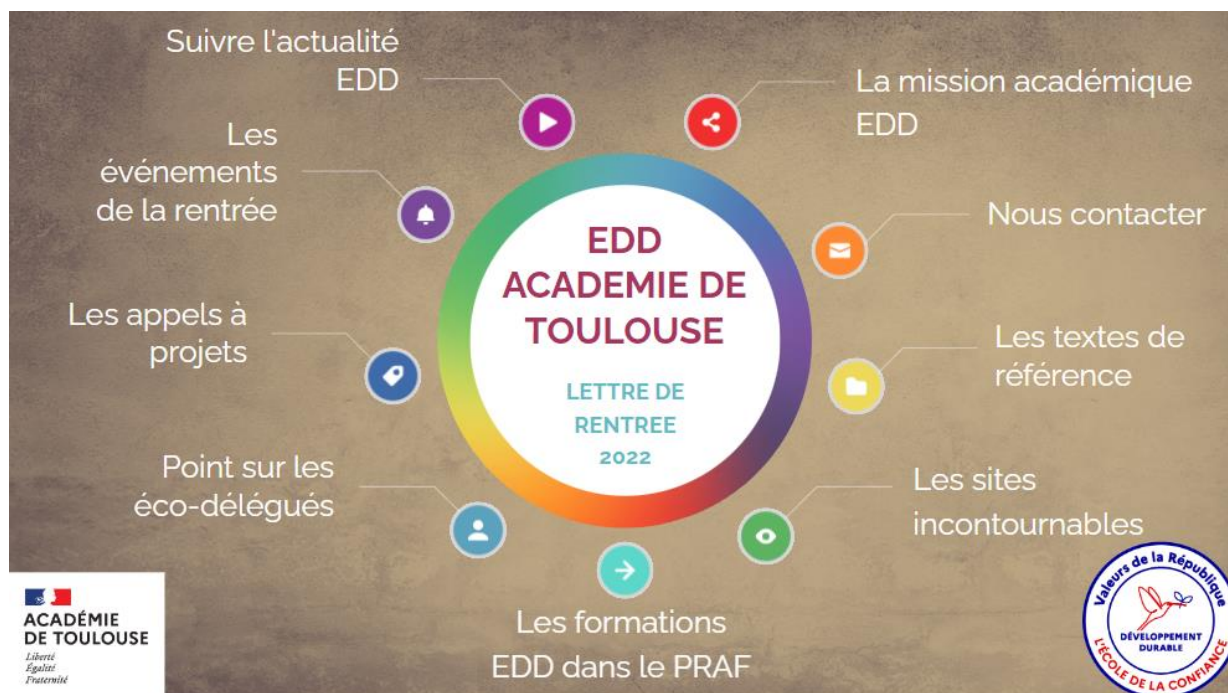 Suivre l'actualité
EDD
La mission académique
EDD
Les
événements
de la rentrée
Nous contacter
EDD
ACADEMIE DE
TOULOUSE
LETTRE DE
RENTREE
2022
Les appels à
projets
Les textes de
référence
Point sur les
éco-délégués
Les sites
incontournables
Les formations
EDD dans le PRAF
ACADÉMIE
DE TOULOUSE
Liberté
Égalité
Fraternité
Valeurs de la République
DÉVELOPPEMENT
DURABLE
L'ÉCOLE DE LA CONFIANCE